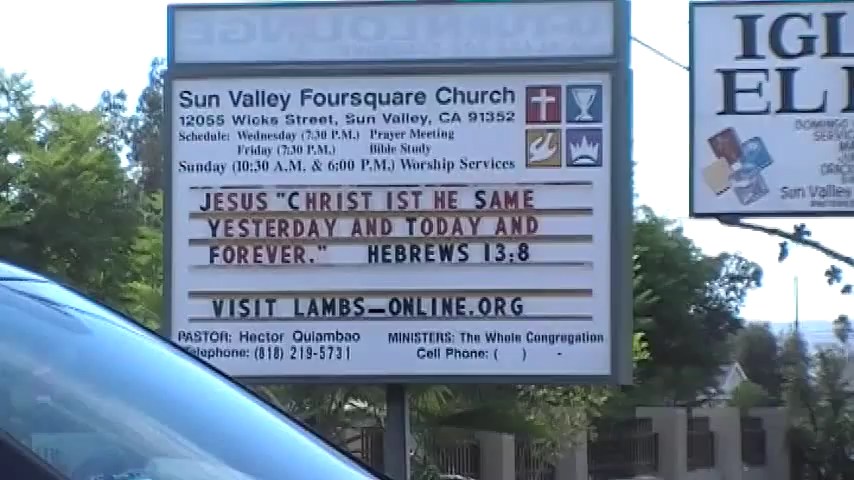 Sun Valley Foursquare Church
12055 Wicks Street, Sun Valley, CA 91352
Schedule: Wednesday (7:30 P.M.) Prayer Meeting
Friday (7:30 P.M.) Bible Study
Sunday (10:30 A.M. & 6:00 P.M.) Worship Services
JESUS "CHRIST IST HE SAME
YESTERDAY AND TODAY AND
FOREVER." HEBREWS 13:8
VISIT LAMBS-ONLINE.ORG
PASTOR: Hector Quiambao MINISTERS: The Whole Congregation
Telephone: (818) 219-5731 Cell Phone: ( ) -
IGL
EL
DOMINGO
Sun Valley